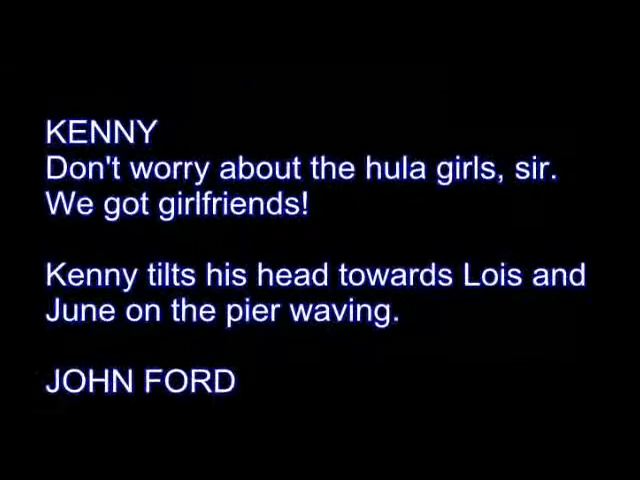 KENNY
Don't worry about the hula girls, sir.
We got girlfriends!
Kenny tilts his head towards Lois and
June on the pier waving.
JOHN FORD